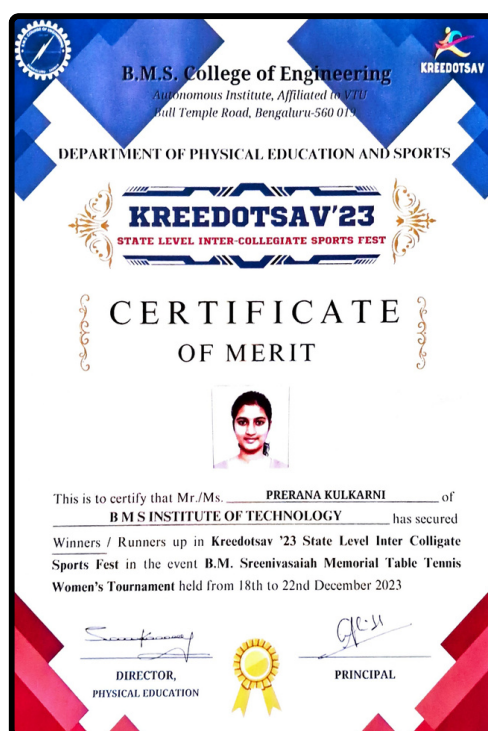 KREEDOTSAV
B.M.S. College of Engineering
Autonomous Institute, Affiliated to VTU
Bull Temple Road, Bengaluru-560 019
DEPARTMENT OF PHYSICAL EDUCATION AND SPORTS
KREEDOTSAV'23
STATE LEVEL INTER-COLLEGIATE SPORTS FEST
CERTIFICATE
OF MERIT
This is to certify that Mr./Ms. PRERANA KULKARNI of
B M S INSTITUTE OF TECHNOLOGY has secured
Winners / Runners up in Kreedotsav '23 State Level Inter Colligate
Sports Fest in the event B.M. Sreenivasaiah Memorial Table Tennis
Women's Tournament held from 18th to 22nd December 2023
DIRECTOR,
PHYSICAL EDUCATION
PRINCIPAL